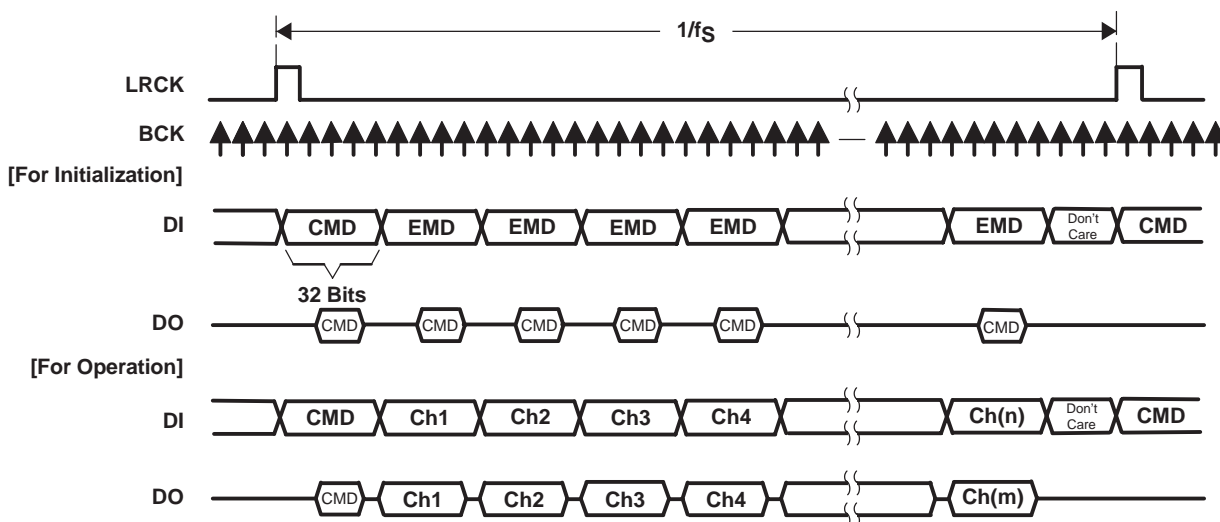 1/fS
LRCK
BCK
[For Initialization]
DI CMD EMD EMD EMD EMD EMD Don't Care CMD
32 Bits
DO CMD CMD CMD CMD CMD CMD
[For Operation]
DI CMD Ch1 Ch2 Ch3 Ch4 Ch(n) Don't Care CMD
DO CMD Ch1 Ch2 Ch3 Ch4 Ch(m)